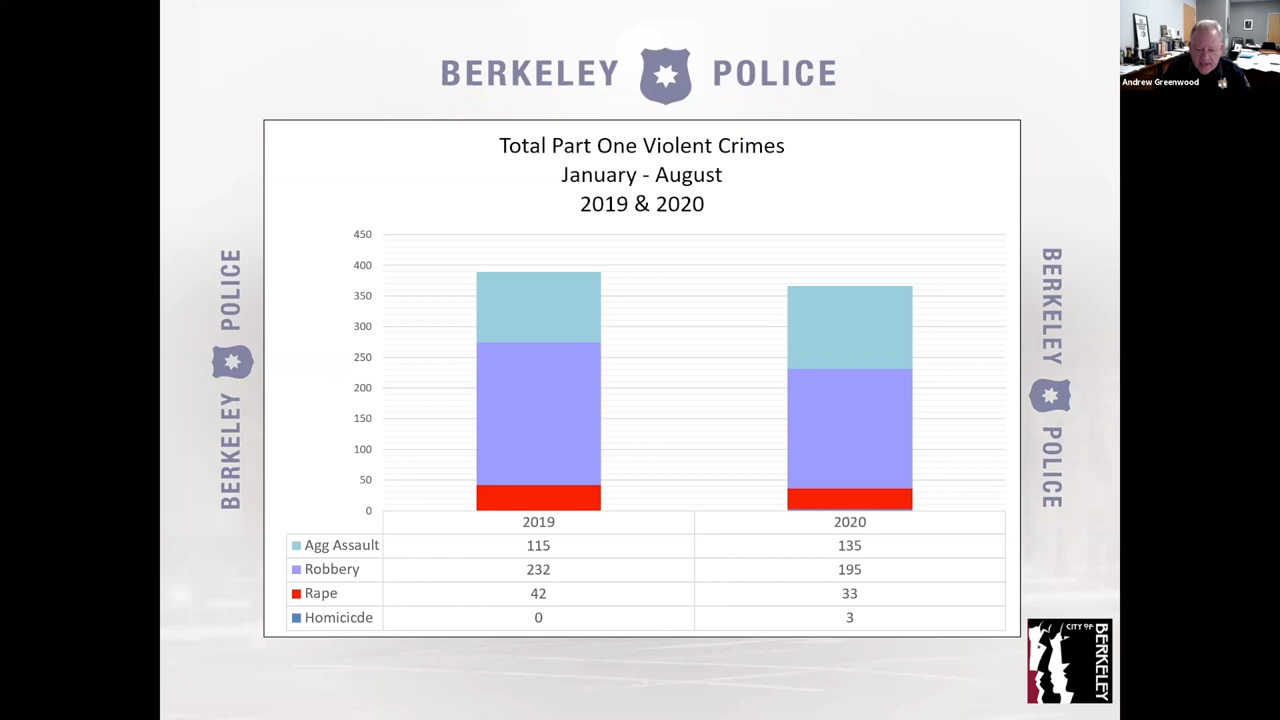 BERKELEY POLICE
Andrew Greenwood
Total Part One Violent Crimes
January - August
2019 & 2020
450
400
350
300
250
200
150
100
50
0
2019 2020
Agg Assault 115 135
Robbery 232 195
Rape 42 33
Homicicde 0 3
BERKELEY POLICE
BERKELEY POLICE
CITY OF
BERKELEY